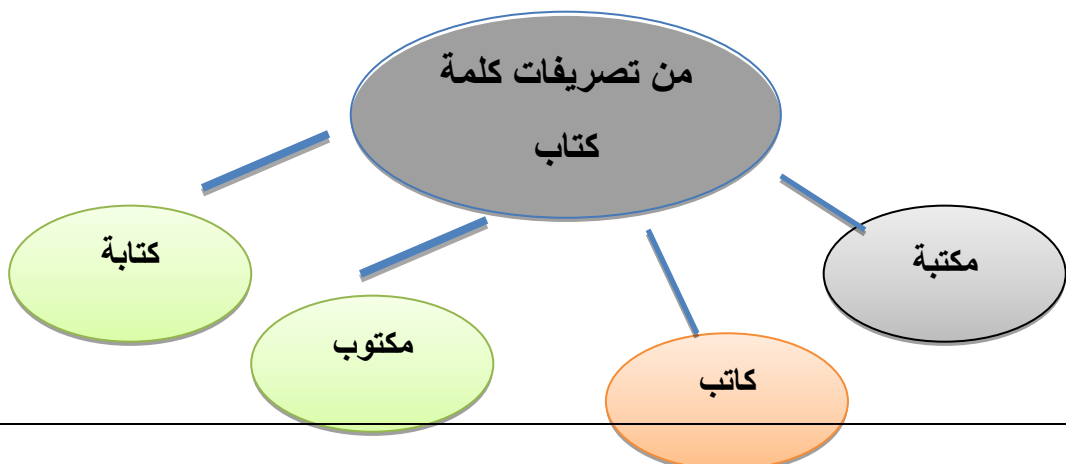 من تصريفات كلمة
كتاب
مكتبة
كاتب
مكتوب
كتابة